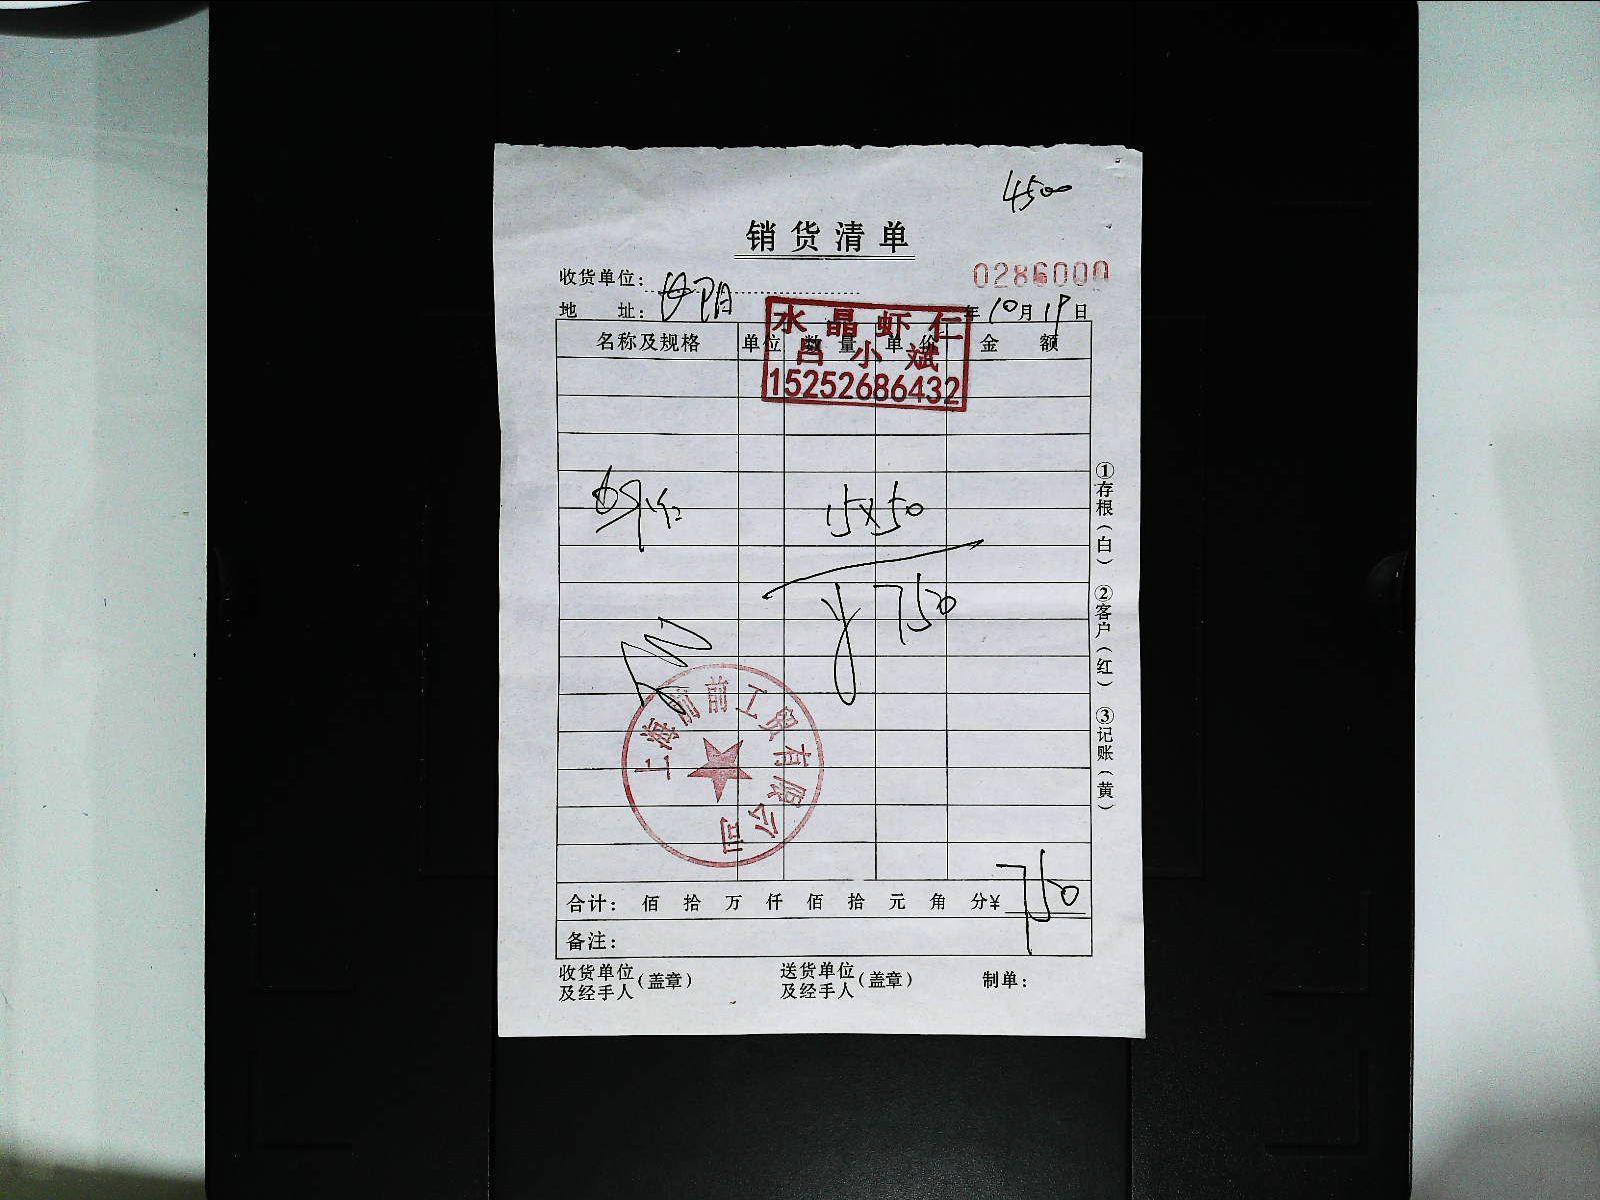 4500
销货清单
收货单位：
0286000
地 址： 年10月19日
水晶虾仁
吕小斌
15252686432
名称及规格 单位 数量 单价 金额
虾仁 15×50
¥750
上海前前工贸有限公司
合计： 佰 拾 万 仟 佰 拾 元 角 分¥ 750
备注：
收货单位及经手人（盖章） 送货单位及经手人（盖章） 制单：
①存根（白） ②客户（红） ③记账（黄）